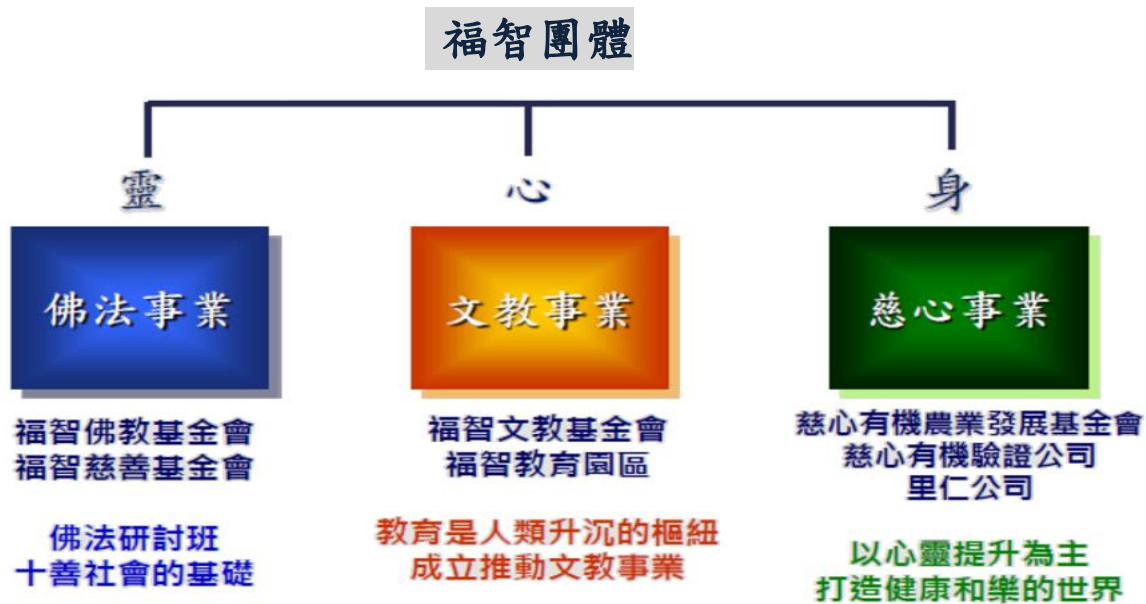 福智團體
靈
心
身
佛法事業
文教事業
慈心事業
福智佛教基金會
福智慈善基金會
福智文教基金會
福智教育園區
慈心有機農業發展基金會
慈心有機驗證公司
里仁公司
佛法研討班
十善社會的基礎
教育是人類升沉的樞紐
成立推動文教事業
以心靈提升為主
打造健康和樂的世界